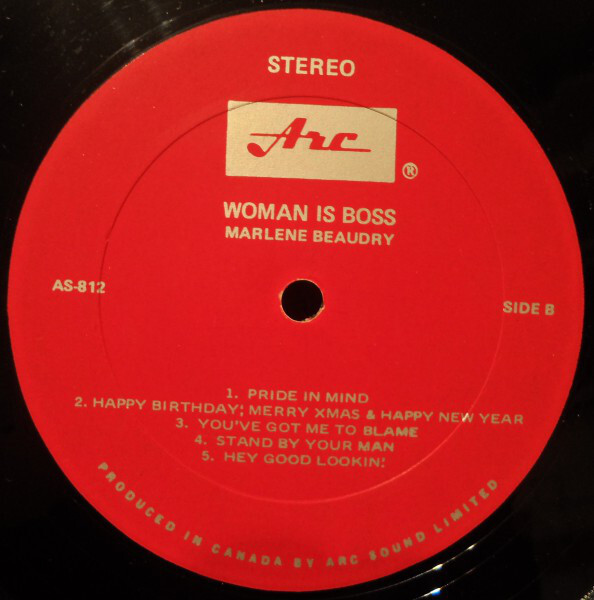 STEREO
Arc
®
WOMAN IS BOSS
MARLENE BEAUDRY
AS-812
SIDE B
1. PRIDE IN MIND
2. HAPPY BIRTHDAY; MERRY XMAS & HAPPY NEW YEAR
3. YOU'VE GOT ME TO BLAME
4. STAND BY YOUR MAN
5. HEY GOOD LOOKIN'
PRODUCED IN CANADA BY ARC SOUND LIMITED